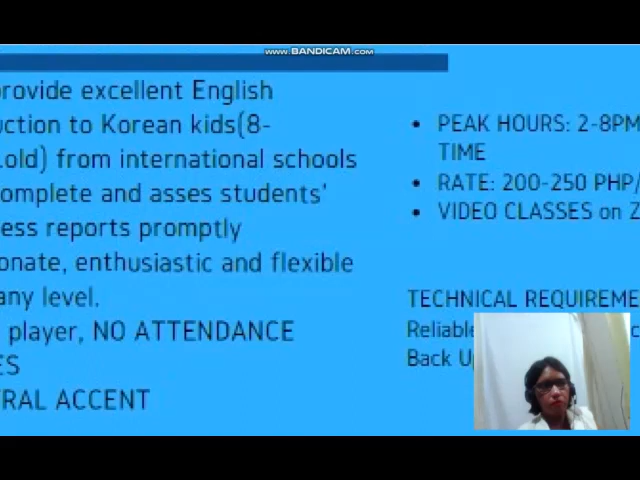 www.BANDICAM.com
provide excellent English
uction to Korean kids(8-
.old) from international schools
omplete and asses students'
ess reports promptly
onate, enthusiastic and flexible
any level.
player, NO ATTENDANCE
ES
RAL ACCENT
• PEAK HOURS: 2-8PM
TIME
• RATE: 200-250 PHP/
• VIDEO CLASSES on Z
TECHNICAL REQUIREME
Reliable
Back Up